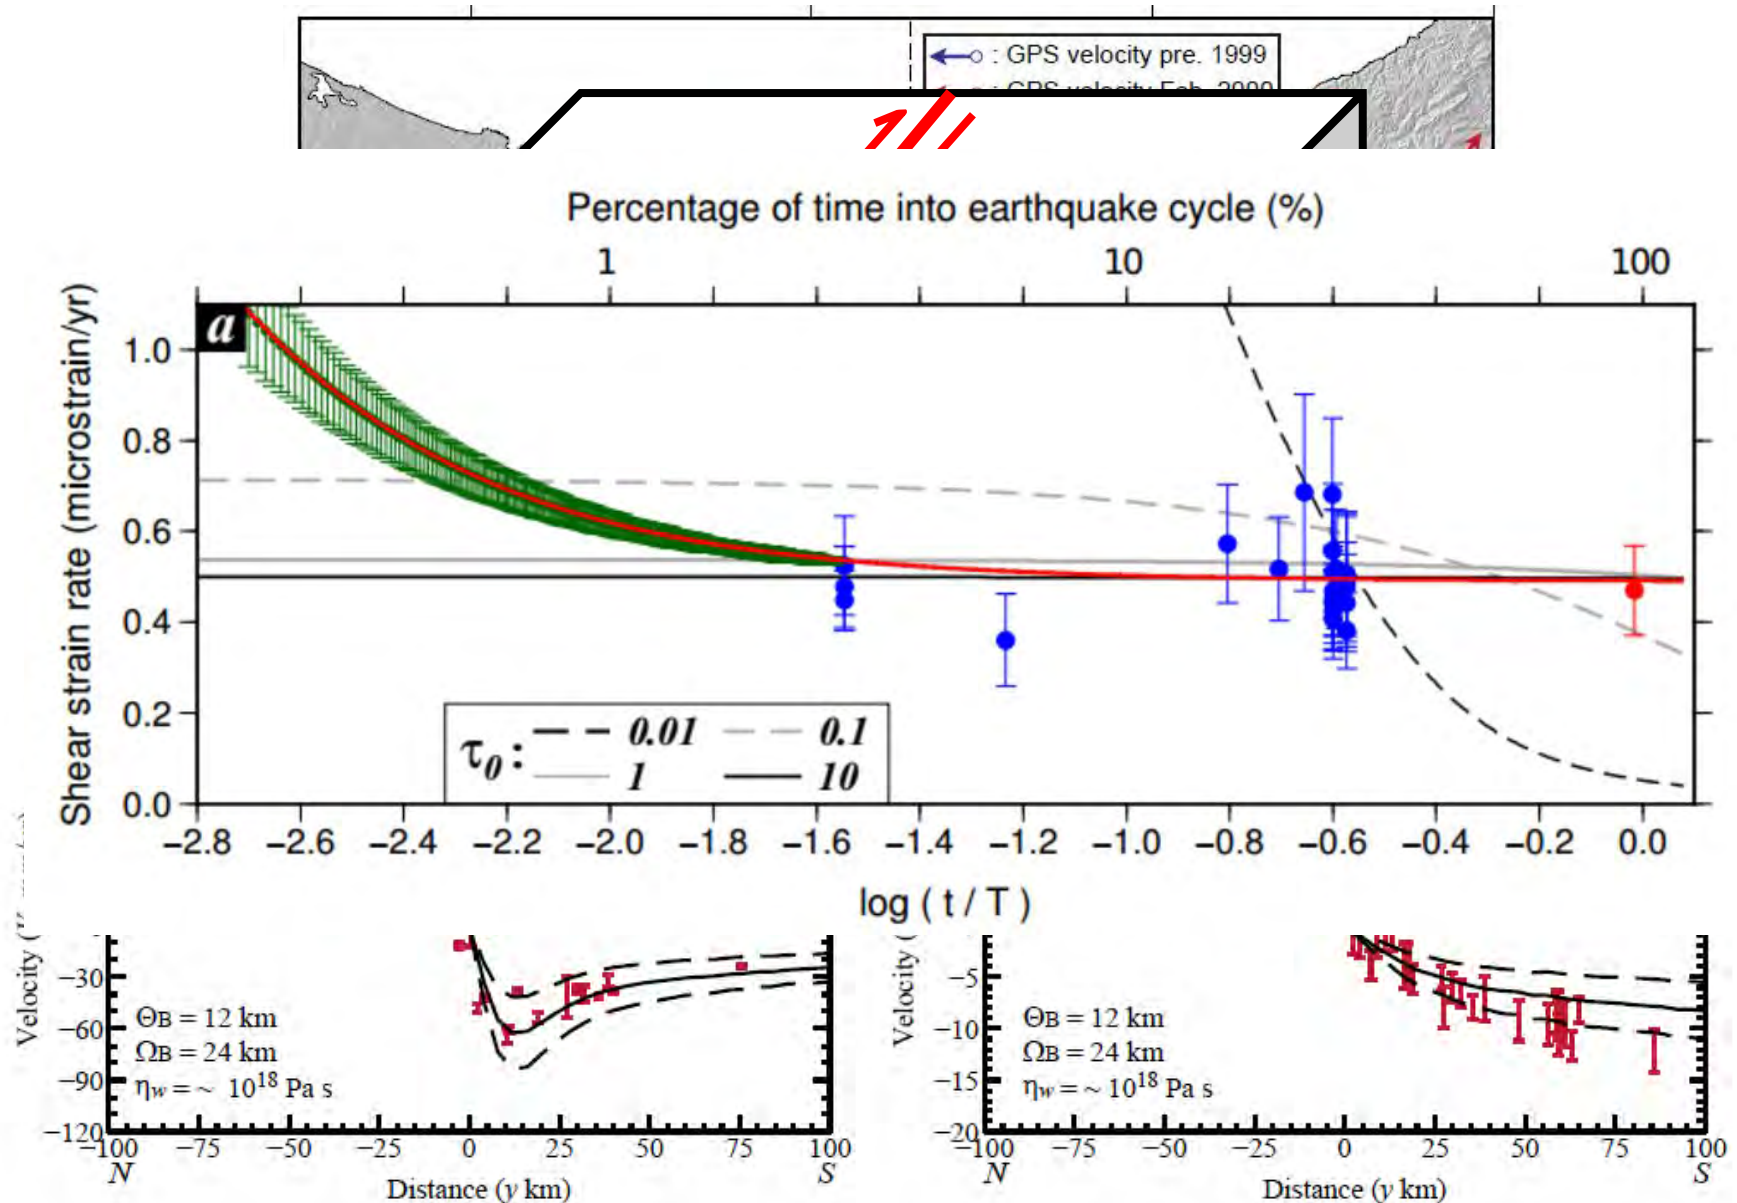 : GPS velocity pre. 1999
Percentage of time into earthquake cycle (%)
1 10 100
a
Shear strain rate (microstrain/yr)
1.0
0.8
0.6
0.4
0.2
0.0
τ0 : 0.01 0.1
1 10
−2.8 −2.6 −2.4 −2.2 −2.0 −1.8 −1.6 −1.4 −1.2 −1.0 −0.8 −0.6 −0.4 −0.2 0.0
log ( t / T )
Velocity (
−30
−60
−90
−120
ΘB = 12 km
ΩB = 24 km
ηw = ~ 10^18 Pa s
−100 −75 −50 −25 0 25 50 75 100
N S
Distance (y km)
Velocity (
−5
−10
−15
−20
ΘB = 12 km
ΩB = 24 km
ηw = ~ 10^18 Pa s
−100 −75 −50 −25 0 25 50 75 100
N S
Distance (y km)